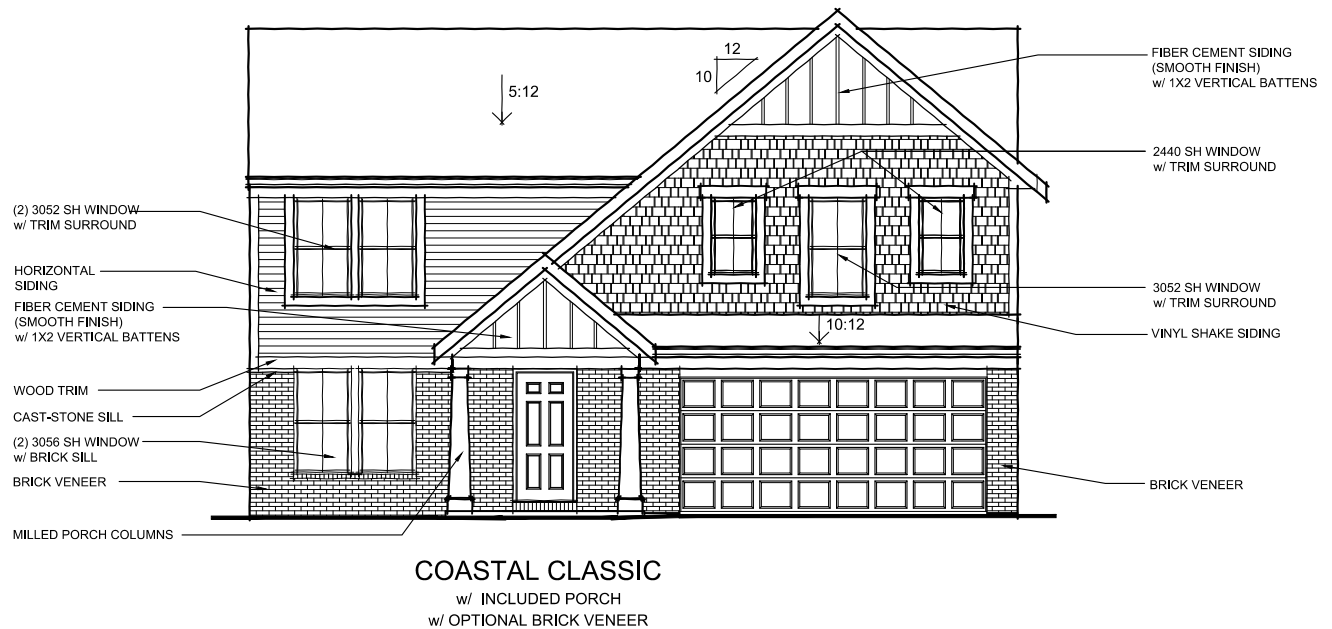 12
10
5:12
10:12
(2) 3052 SH WINDOW
w/ TRIM SURROUND
HORIZONTAL
SIDING
FIBER CEMENT SIDING
(SMOOTH FINISH)
w/ 1X2 VERTICAL BATTENS
WOOD TRIM
CAST-STONE SILL
(2) 3056 SH WINDOW
w/ BRICK SILL
BRICK VENEER
MILLED PORCH COLUMNS
FIBER CEMENT SIDING
(SMOOTH FINISH)
w/ 1X2 VERTICAL BATTENS
2440 SH WINDOW
w/ TRIM SURROUND
3052 SH WINDOW
w/ TRIM SURROUND
VINYL SHAKE SIDING
BRICK VENEER
COASTAL CLASSIC
w/ INCLUDED PORCH
w/ OPTIONAL BRICK VENEER